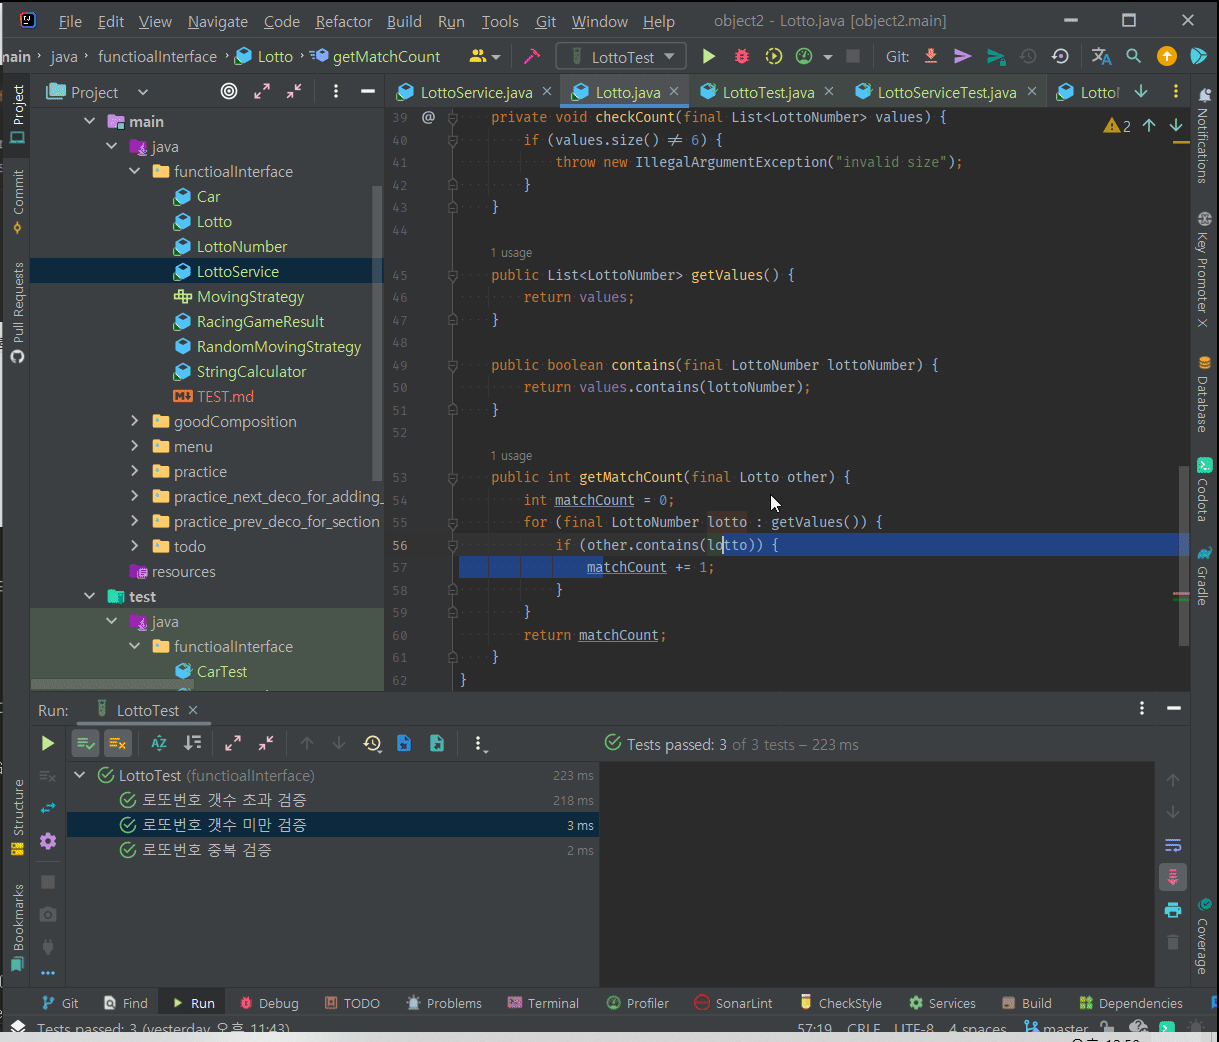 File Edit View Navigate Code Refactor Build Run Tools Git Window Help object2 - Lotto.java [object2.main]
main java functioalInterface Lotto getMatchCount LottoTest Git:
Project
LottoService.java Lotto.java LottoTest.java LottoServiceTest.java Lotto
main
java
functioalInterface
Car
Lotto
LottoNumber
LottoService
MovingStrategy
RacingGameResult
RandomMovingStrategy
StringCalculator
TEST.md
goodComposition
menu
practice
practice_next_deco_for_adding_
practice_prev_deco_for_section
todo
resources
test
java
functioalInterface
CarTest
2
39 @ private void checkCount(final List<LottoNumber> values) {
40 if (values.size() ≠ 6) {
41 throw new IllegalArgumentException("invalid size");
42 }
43 }
44
1 usage
45 public List<LottoNumber> getValues() {
46 return values;
47 }
48
49 public boolean contains(final LottoNumber lottoNumber) {
50 return values.contains(lottoNumber);
51 }
52
1 usage
53 public int getMatchCount(final Lotto other) {
54 int matchCount = 0;
55 for (final LottoNumber lotto : getValues()) {
56 if (other.contains(lotto)) {
57 matchCount += 1;
58 }
59 }
60 return matchCount;
61 }
62 }
Project
Commit
Pull Requests
Structure
Bookmarks
Notifications
Key Promoter X
Database
Codota
Gradle
Coverage
Run: LottoTest
Tests passed: 3 of 3 tests – 223 ms
LottoTest (functioalInterface) 223 ms
로또번호 갯수 초과 검증 218 ms
로또번호 갯수 미만 검증 3 ms
로또번호 중복 검증 2 ms
Git Find Run Debug TODO Problems Terminal Profiler SonarLint CheckStyle Services Build Dependencies
Tests passed: 3 (yesterday 오후 11:43) 57:19 CRLF UTF-8 4 spaces master